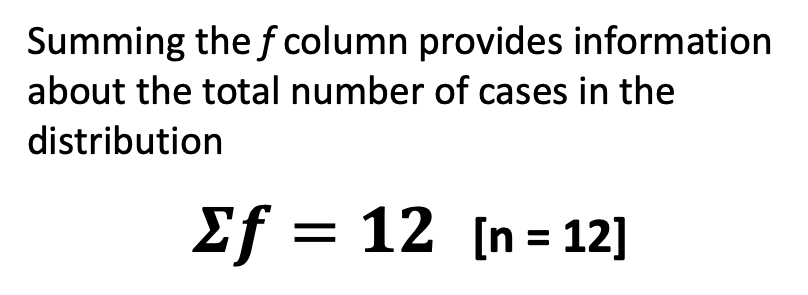 Summing the f column provides information
about the total number of cases in the
distribution
Σf = 12 [n = 12]